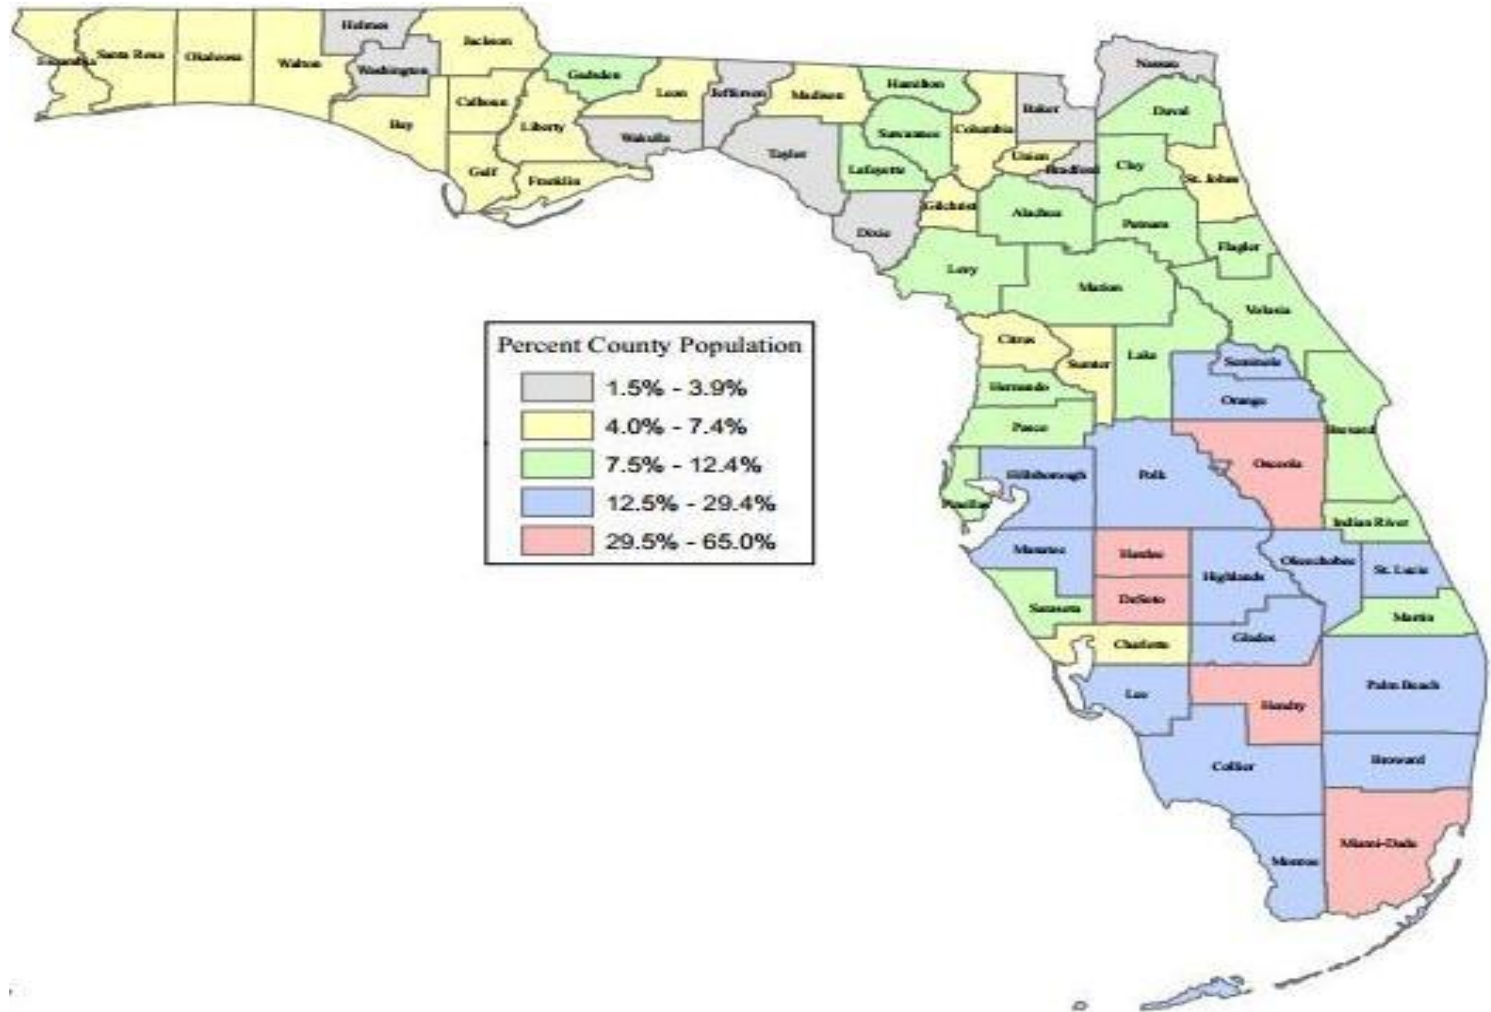 Holmes
Jackson
Escambia
Santa Rosa
Okaloosa
Walton
Washington
Nassau
Gadsden
Hamilton
Calhoun
Leon
Jefferson
Madison
Baker
Duval
Bay
Liberty
Wakulla
Suwannee
Columbia
Taylor
Union
Clay
Gulf
Franklin
Lafayette
Bradford
St. Johns
Gilchrist
Alachua
Putnam
Dixie
Flagler
Levy
Marion
Volusia
Citrus
Sumter
Lake
Seminole
Hernando
Orange
Pasco
Brevard
Percent County Population
1.5% - 3.9%
4.0% - 7.4%
7.5% - 12.4%
12.5% - 29.4%
29.5% - 65.0%
Hillsborough
Polk
Osceola
Pinellas
Indian River
Manatee
Hardee
Highlands
Okeechobee
St. Lucie
Sarasota
DeSoto
Martin
Charlotte
Glades
Lee
Hendry
Palm Beach
Collier
Broward
Monroe
Miami-Dade